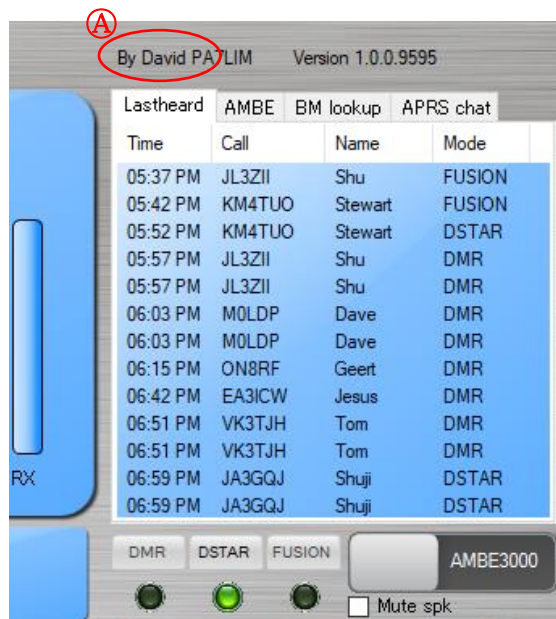 Ⓐ
By David PA7LIM Version 1.0.0.9595
Lastheard AMBE BM lookup APRS chat
Time Call Name Mode
05:37 PM JL3ZII Shu FUSION
05:42 PM KM4TUO Stewart FUSION
05:52 PM KM4TUO Stewart DSTAR
05:57 PM JL3ZII Shu DMR
05:57 PM JL3ZII Shu DMR
06:03 PM M0LDP Dave DMR
06:03 PM M0LDP Dave DMR
06:15 PM ON8RF Geert DMR
06:42 PM EA3ICW Jesus DMR
06:51 PM VK3TJH Tom DMR
06:51 PM VK3TJH Tom DMR
06:59 PM JA3GQJ Shuji DSTAR
06:59 PM JA3GQJ Shuji DSTAR
RX
DMR DSTAR FUSION AMBE3000
Mute spk